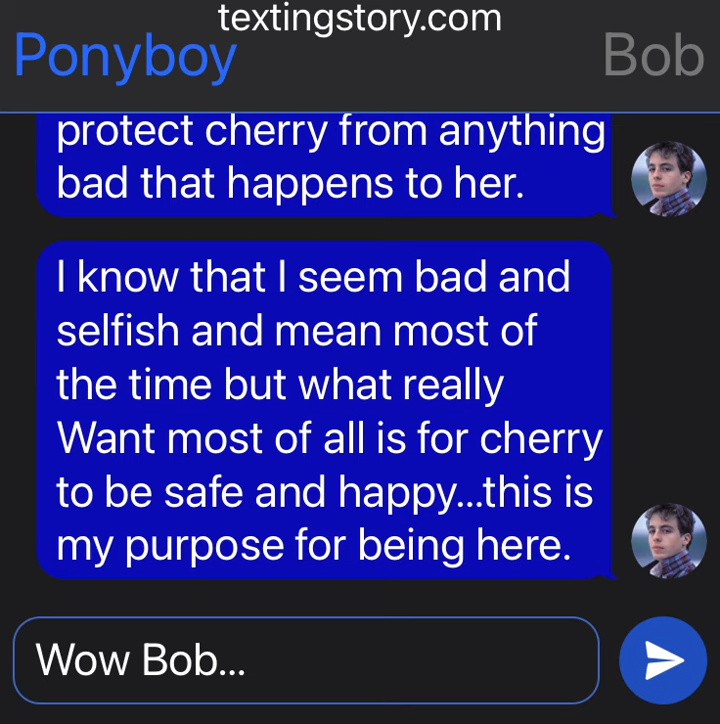 textingstory.com
Ponyboy
Bob
protect cherry from anything
bad that happens to her.
I know that I seem bad and
selfish and mean most of
the time but what really
Want most of all is for cherry
to be safe and happy...this is
my purpose for being here.
Wow Bob...